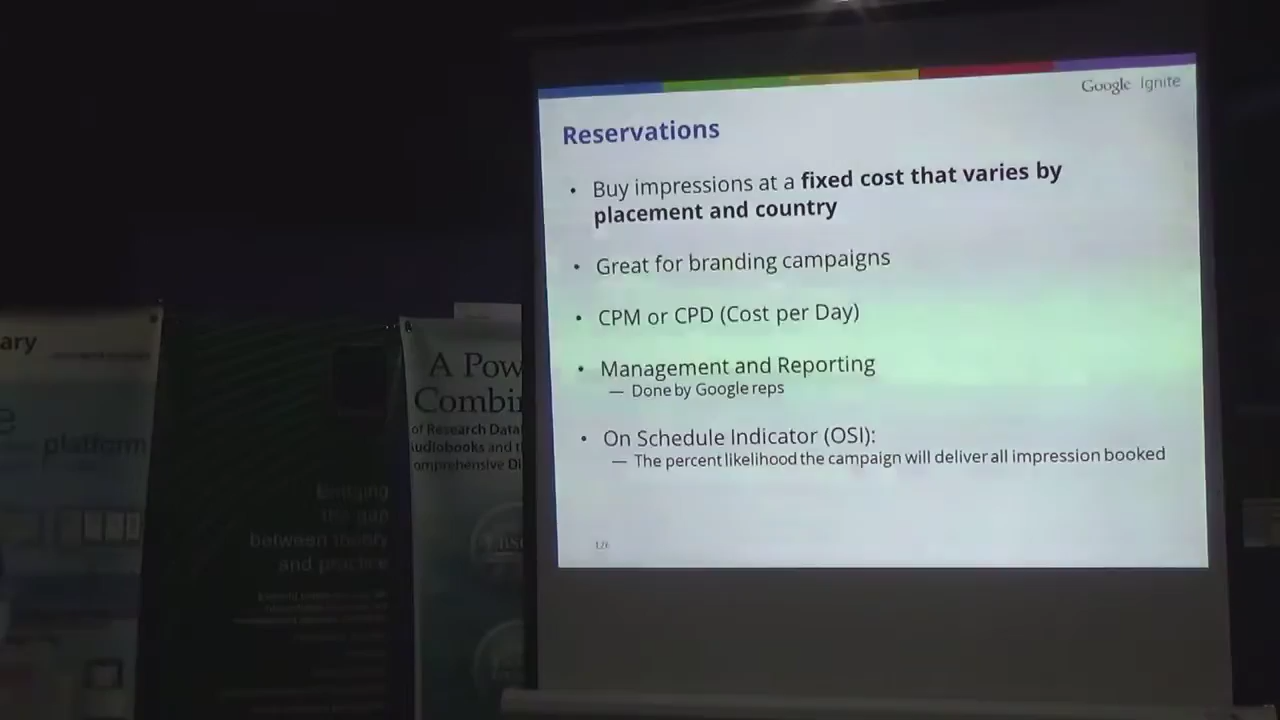 Google Ignite
Reservations
• Buy impressions at a fixed cost that varies by
placement and country
• Great for branding campaigns
• CPM or CPD (Cost per Day)
• Management and Reporting
— Done by Google reps
• On Schedule Indicator (OSI):
— The percent likelihood the campaign will deliver all impression booked
ary
e
platform
Bridging
the gap
between theory
and practice
A Pow
Combi
of Research Data
udiobooks and t
omprehensive Di